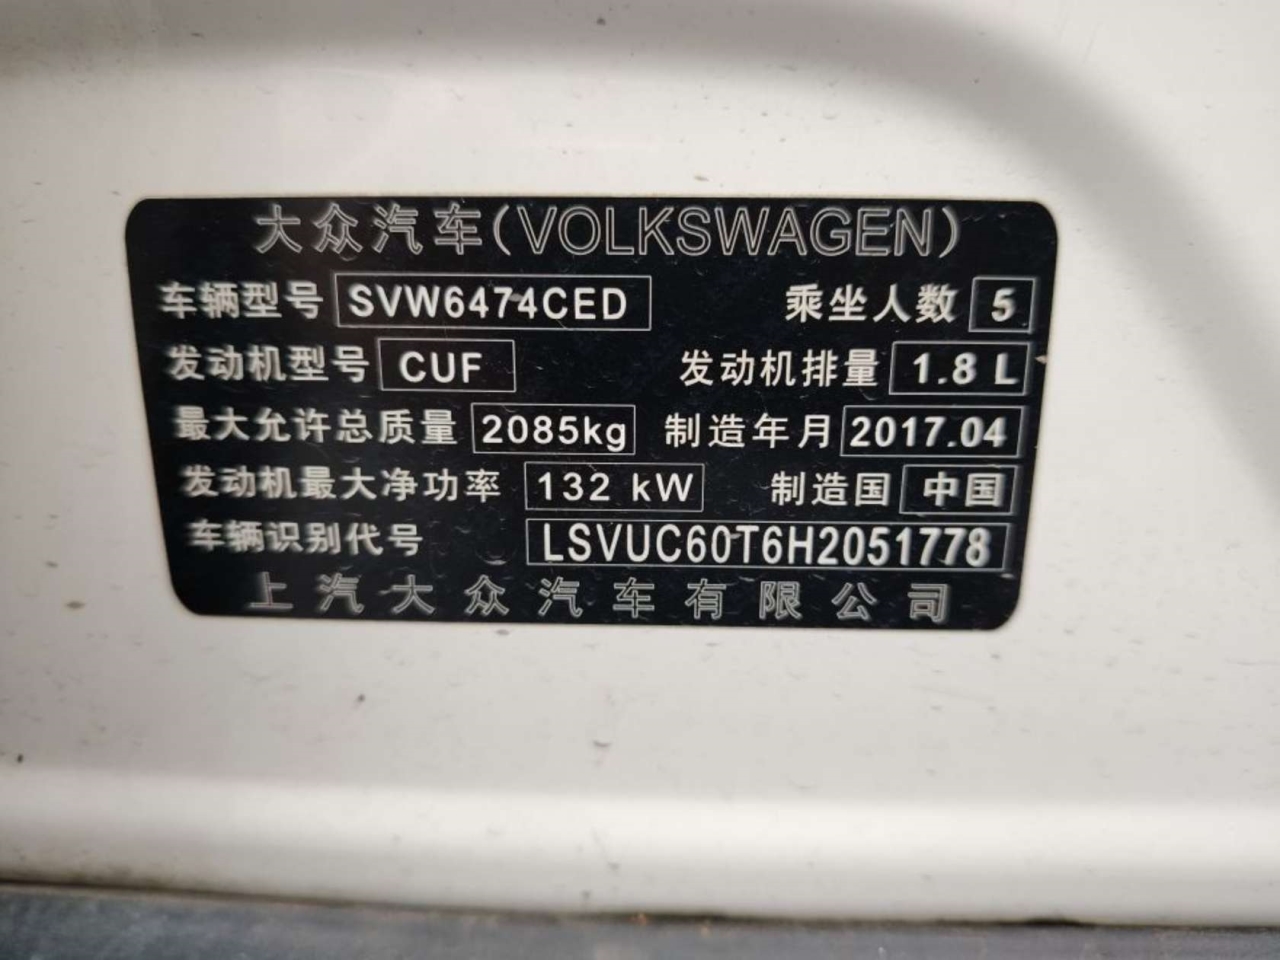 大众汽车(VOLKSWAGEN)
车辆型号 SVW6474CED 乘坐人数 5
发动机型号 CUF 发动机排量 1.8 L
最大允许总质量 2085kg 制造年月 2017.04
发动机最大净功率 132 kW 制造国 中国
车辆识别代号 LSVUC60T6H2051778
上汽大众汽车有限公司